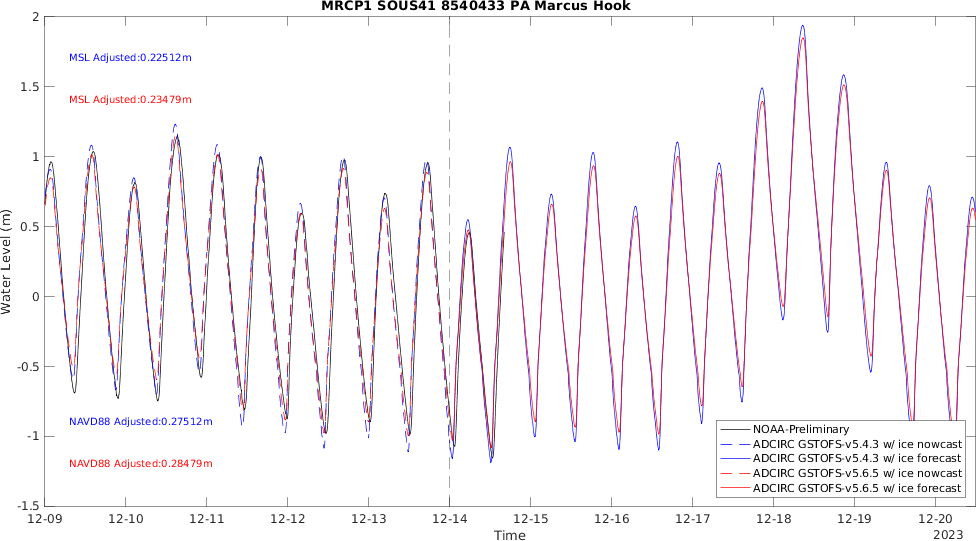 MRCP1 SOUS41 8540433 PA Marcus Hook
2
MSL Adjusted:0.22512m
1.5
MSL Adjusted:0.23479m
1
0.5
Water Level (m)
0
-0.5
NAVD88 Adjusted:0.27512m
-1
NAVD88 Adjusted:0.28479m
-1.5
NOAA-Preliminary
ADCIRC GSTOFS-v5.4.3 w/ ice nowcast
ADCIRC GSTOFS-v5.4.3 w/ ice forecast
ADCIRC GSTOFS-v5.6.5 w/ ice nowcast
ADCIRC GSTOFS-v5.6.5 w/ ice forecast
12-09 12-10 12-11 12-12 12-13 12-14 12-15 12-16 12-17 12-18 12-19 12-20
Time
2023